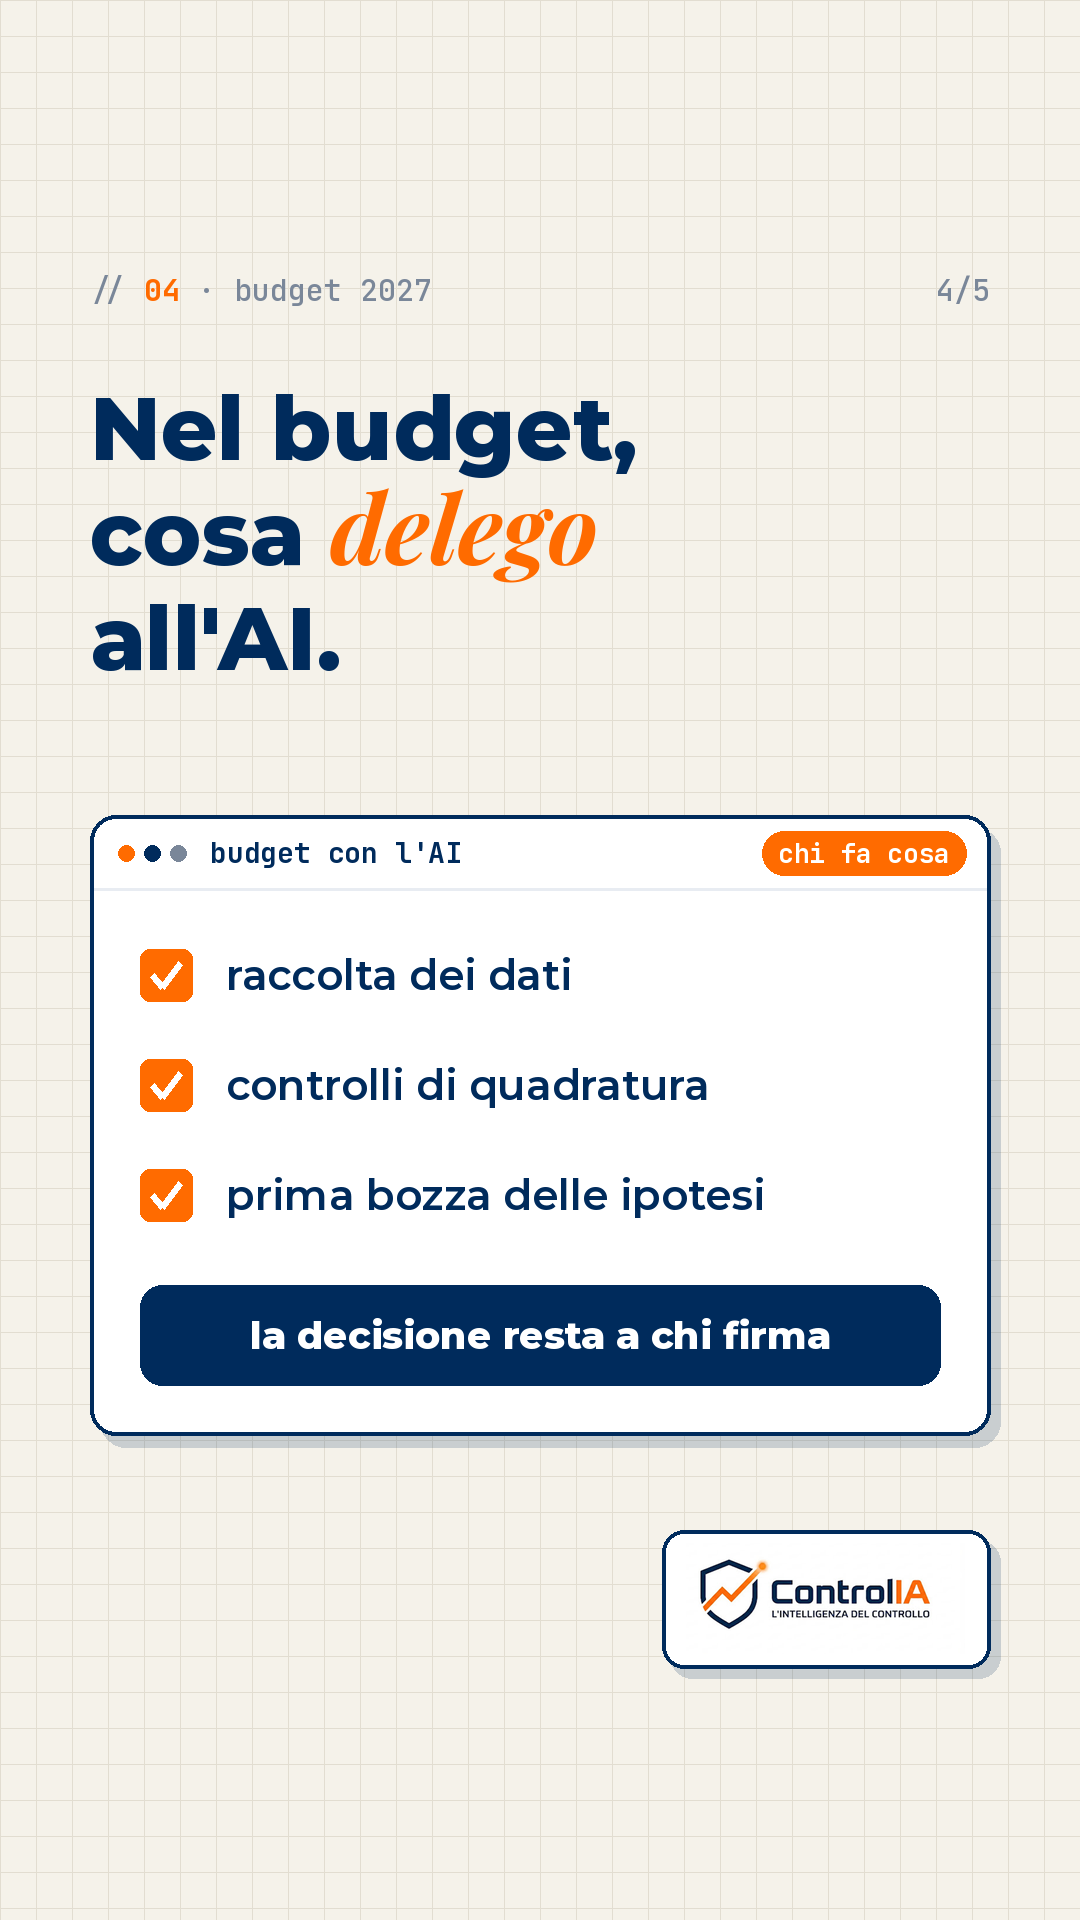 // 04 · budget 2027
4/5
Nel budget,
cosa delego
all'AI.
budget con l'AI
chi fa cosa
raccolta dei dati
controlli di quadratura
prima bozza delle ipotesi
la decisione resta a chi firma
ControlIA
L'INTELLIGENZA DEL CONTROLLO